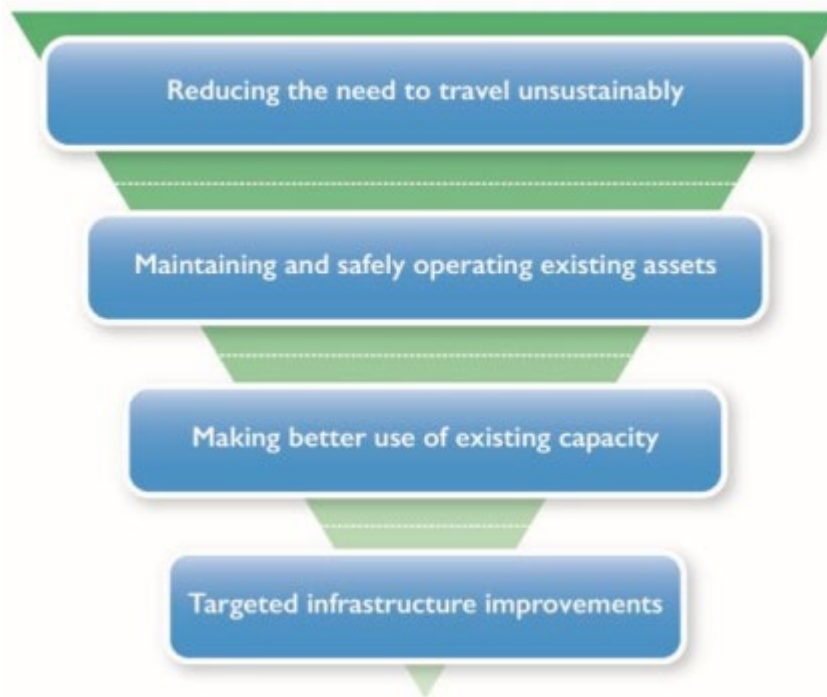 Reducing the need to travel unsustainably
Maintaining and safely operating existing assets
Making better use of existing capacity
Targeted infrastructure improvements